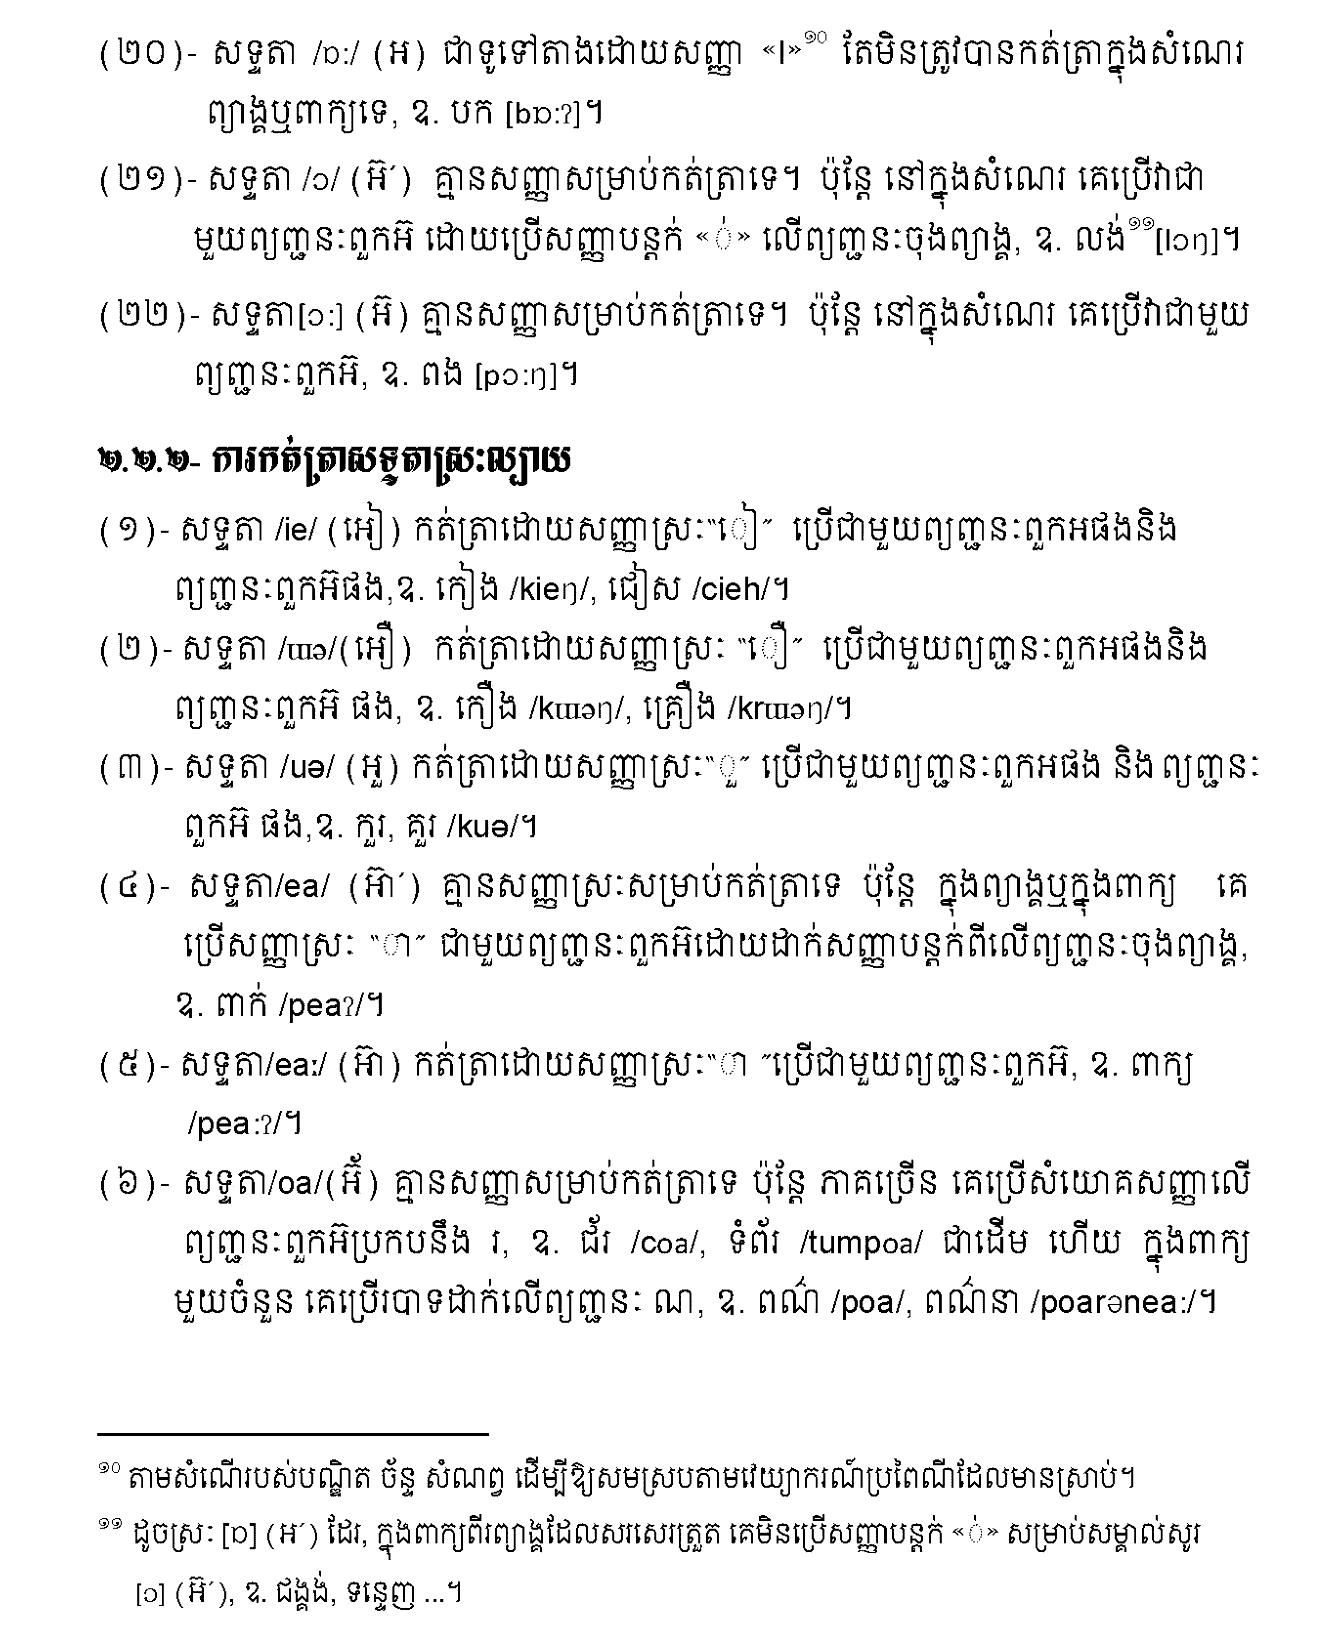 (២០)- សទ្ទតា /ɒ:/ (អ) ជាទូទៅតាងដោយសញ្ញា «l»១០ តែមិនត្រូវបានកត់ត្រាក្នុងសំណេរ
ព្យាង្គឬពាក្យទេ, ឧ. បក [bɒ:ʔ]។
(២១)- សទ្ទតា /ɔ/ (អ៊´) គ្មានសញ្ញាសម្រាប់កត់ត្រាទេ។ ប៉ុន្តែ នៅក្នុងសំណេរ គេប្រើវាជា
មួយព្យញ្ជនៈពួកអ៊ ដោយប្រើសញ្ញាបន្តក់ «់» លើព្យញ្ជនៈចុងព្យាង្គ, ឧ. លង់១១[lɔŋ]។
(២២)- សទ្ទតា[ɔ:] (អ៊) គ្មានសញ្ញាសម្រាប់កត់ត្រាទេ។ ប៉ុន្តែ នៅក្នុងសំណេរ គេប្រើវាជាមួយ
ព្យញ្ជនៈពួកអ៊, ឧ. ពង [pɔ:ŋ]។
២.២.២- ការកត់ត្រាសទ្ទតាស្រៈល្បាយ
(១)- សទ្ទតា /ie/ (អៀ) កត់ត្រាដោយសញ្ញាស្រៈ“ៀ” ប្រើជាមួយព្យញ្ជនៈពួកអផងនិង
ព្យញ្ជនៈពួកអ៊ផង,ឧ. កៀង /kieŋ/, ជៀស /cieh/។
(២)- សទ្ទតា /ɯə/(អឿ) កត់ត្រាដោយសញ្ញាស្រៈ “ឿ” ប្រើជាមួយព្យញ្ជនៈពួកអផងនិង
ព្យញ្ជនៈពួកអ៊ ផង, ឧ. កឿង /kɯəŋ/, គ្រឿង /krɯəŋ/។
(៣)- សទ្ទតា /uə/ (អួ) កត់ត្រាដោយសញ្ញាស្រៈ“ួ” ប្រើជាមួយព្យញ្ជនៈពួកអផង និងព្យញ្ជនៈ
ពួកអ៊ ផង,ឧ. កួរ, គួរ /kuə/។
(៤)- សទ្ទតា/ea/ (អ៊ា´) គ្មានសញ្ញាស្រៈសម្រាប់កត់ត្រាទេ ប៉ុន្តែ ក្នុងព្យាង្គឬក្នុងពាក្យ គេ
ប្រើសញ្ញាស្រៈ “ា” ជាមួយព្យញ្ជនៈពួកអ៊ដោយដាក់សញ្ញាបន្តក់ពីលើព្យញ្ជនៈចុងព្យាង្គ,
ឧ. ពាក់ /peaʔ/។
(៥)- សទ្ទតា/ea:/ (អ៊ា) កត់ត្រាដោយសញ្ញាស្រៈ“ា ”ប្រើជាមួយព្យញ្ជនៈពួកអ៊, ឧ. ពាក្យ
/pea:ʔ/។
(៦)- សទ្ទតា/oa/(អ៊័) គ្មានសញ្ញាសម្រាប់កត់ត្រាទេ ប៉ុន្តែ ភាគច្រើន គេប្រើសំយោគសញ្ញាលើ
ព្យញ្ជនៈពួកអ៊ប្រកបនឹង រ, ឧ. ជ័រ /coa/, ទំព័រ /tumpoa/ ជាដើម ហើយ ក្នុងពាក្យ
មួយចំនួន គេប្រើរបាទដាក់លើព្យញ្ជនៈ ណ, ឧ. ពណ៌ /poa/, ពណ៌នា /poarənea:/។
១០ តាមសំណើរបស់បណ្ឌិត ច័ន្ទ សំណព្វ ដើម្បីឱ្យសមស្របតាមវេយ្យាករណ៍ប្រពៃណីដែលមានស្រាប់។
១១ ដូចស្រៈ [ɒ] (អ´) ដែរ, ក្នុងពាក្យពីរព្យាង្គដែលសរសេរត្រួត គេមិនប្រើសញ្ញាបន្តក់ «់» សម្រាប់សម្គាល់សូរ
[ɔ] (អ៊´), ឧ. ជង្គង់, ទន្ទេញ ...។